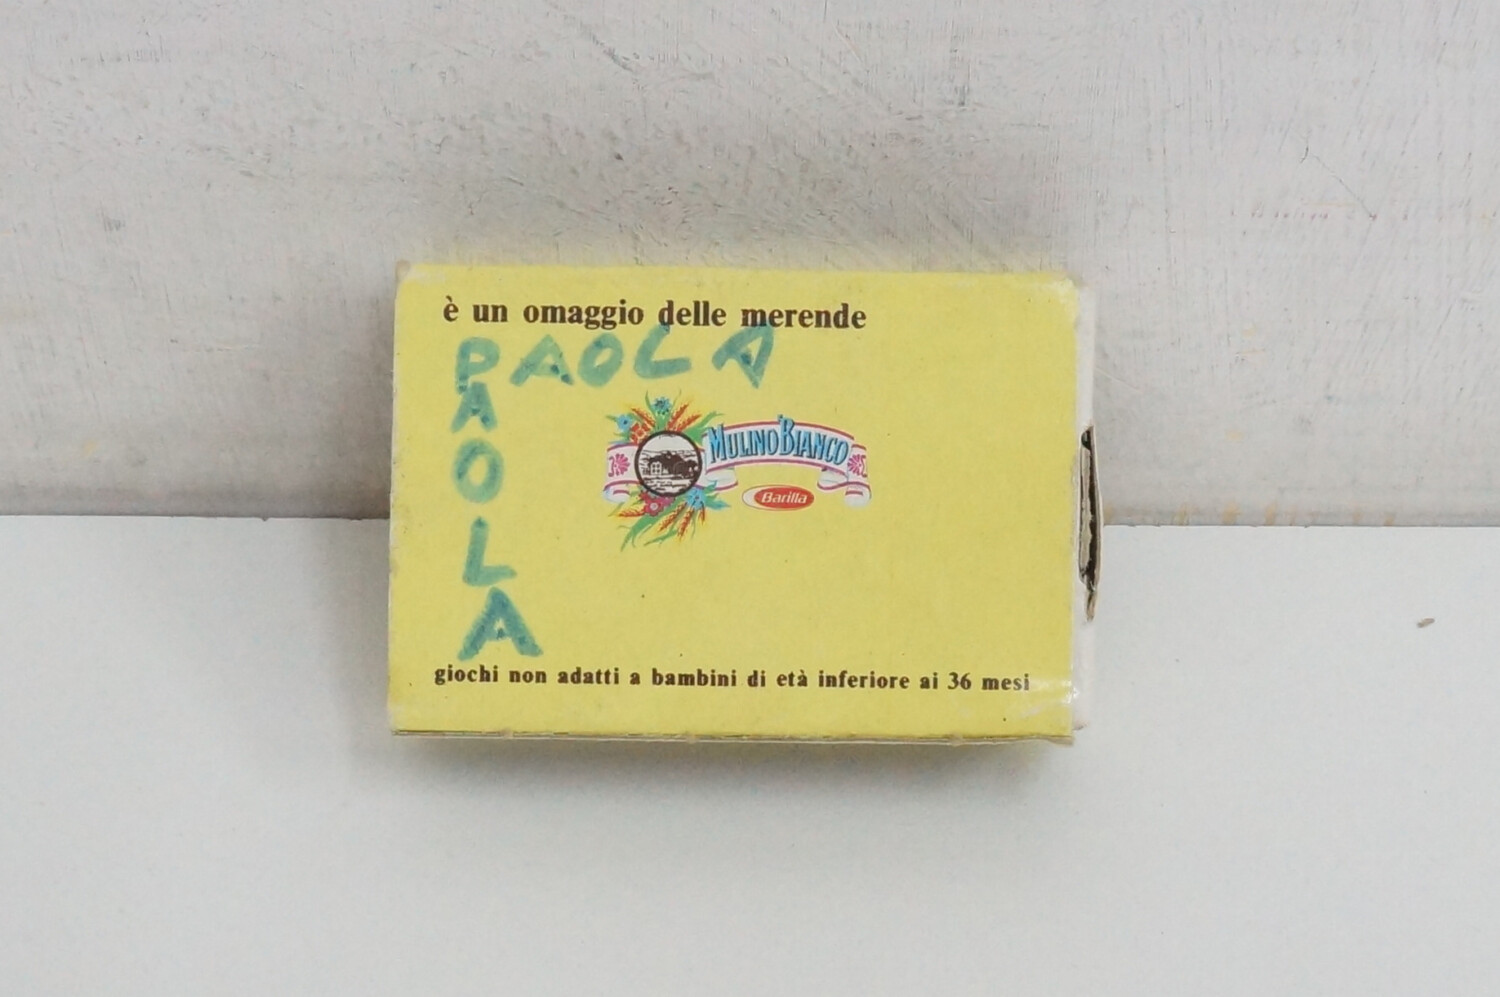 è un omaggio delle merende
PAOLA
PAOLA
MULINO BIANCO
Barilla
giochi non adatti a bambini di età inferiore ai 36 mesi